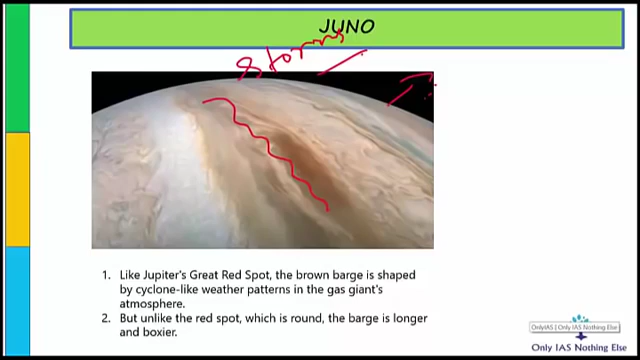 JUNO
Storms
1. Like Jupiter's Great Red Spot, the brown barge is shaped
by cyclone-like weather patterns in the gas giant's
atmosphere.
2. But unlike the red spot, which is round, the barge is longer
and boxier.
OnlyIAS | Only IAS Nothing Else
Only IAS Nothing Else